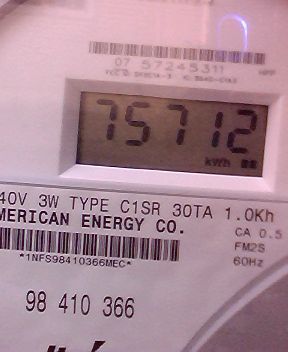 07 57245311
75712
kWh
40V 3W TYPE C1SR 30TA 1.0Kh
MERICAN ENERGY CO.
CA 0.5
FM2S
60Hz
*1NFS98410366MEC*
98 410 366